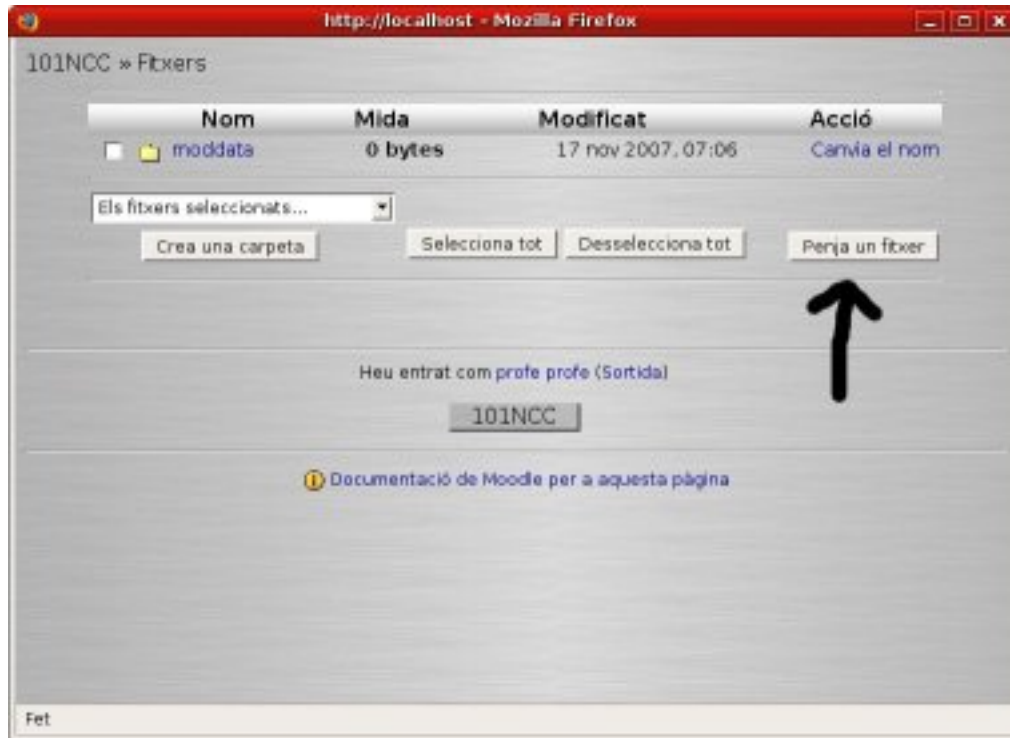 http://localhost - Mozilla Firefox
101NCC » Fitxers
Nom Mida Modificat Acció
moddata 0 bytes 17 nov 2007, 07:06 Canvia el nom
Els fitxers seleccionats...
Crea una carpeta Selecciona tot Desselecciona tot Penja un fitxer
Heu entrat com profe profe (Sortida)
101NCC
Documentació de Moodle per a aquesta pàgina
Fet